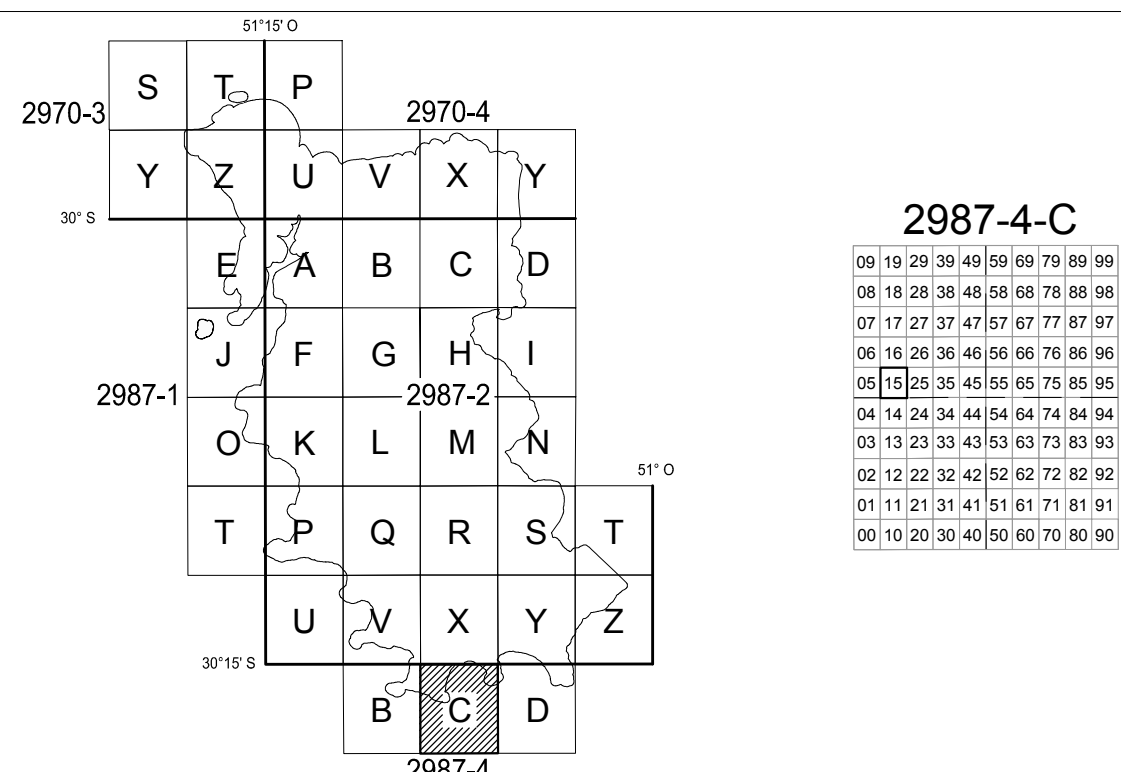 51°15' O
S T P
2970-3 2970-4
Y Z U V X Y
30° S
E A B C D
J F G H I
2987-1 2987-2
O K L M N
51° O
T P Q R S T
U V X Y Z
30°15' S
B C D
2987-4
2987-4-C
09 19 29 39 49 59 69 79 89 99
08 18 28 38 48 58 68 78 88 98
07 17 27 37 47 57 67 77 87 97
06 16 26 36 46 56 66 76 86 96
05 15 25 35 45 55 65 75 85 95
04 14 24 34 44 54 64 74 84 94
03 13 23 33 43 53 63 73 83 93
02 12 22 32 42 52 62 72 82 92
01 11 21 31 41 51 61 71 81 91
00 10 20 30 40 50 60 70 80 90